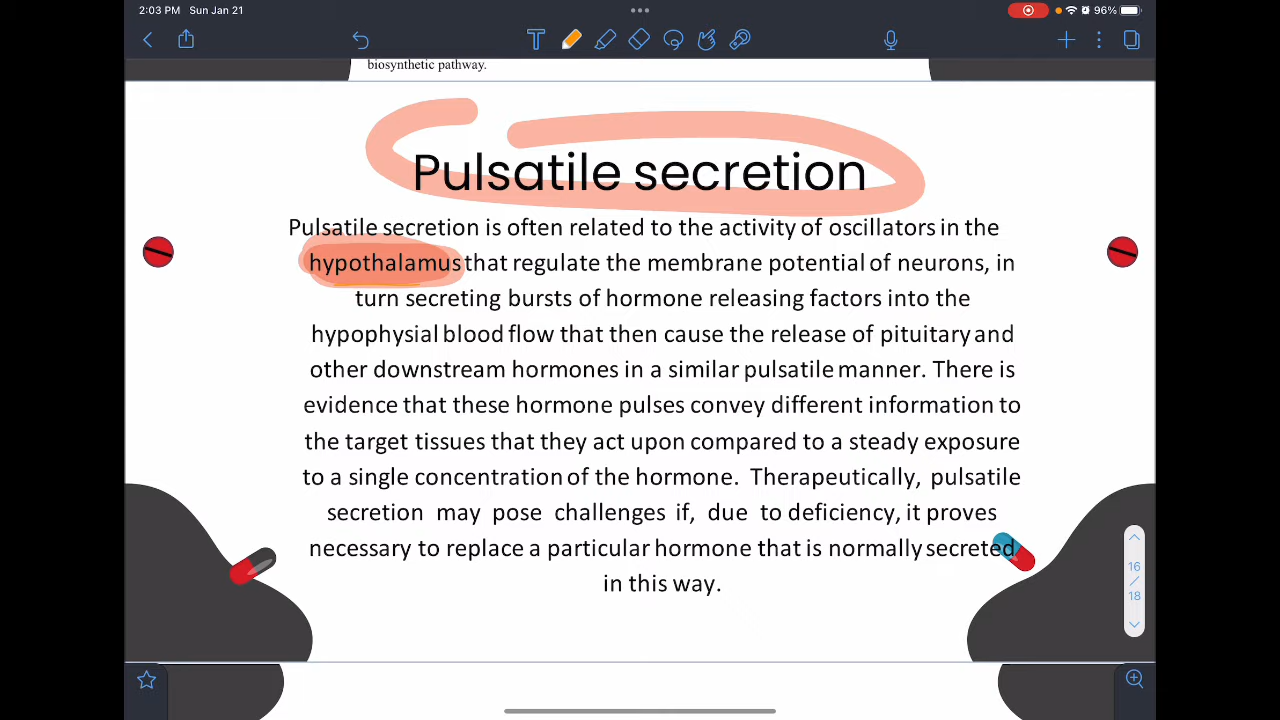 2:03 PM Sun Jan 21
96%
biosynthetic pathway.
Pulsatile secretion
Pulsatile secretion is often related to the activity of oscillators in the
hypothalamus that regulate the membrane potential of neurons, in
turn secreting bursts of hormone releasing factors into the
hypophysial blood flow that then cause the release of pituitary and
other downstream hormones in a similar pulsatile manner. There is
evidence that these hormone pulses convey different information to
the target tissues that they act upon compared to a steady exposure
to a single concentration of the hormone. Therapeutically, pulsatile
secretion may pose challenges if, due to deficiency, it proves
necessary to replace a particular hormone that is normally secreted
in this way.
16
/
18